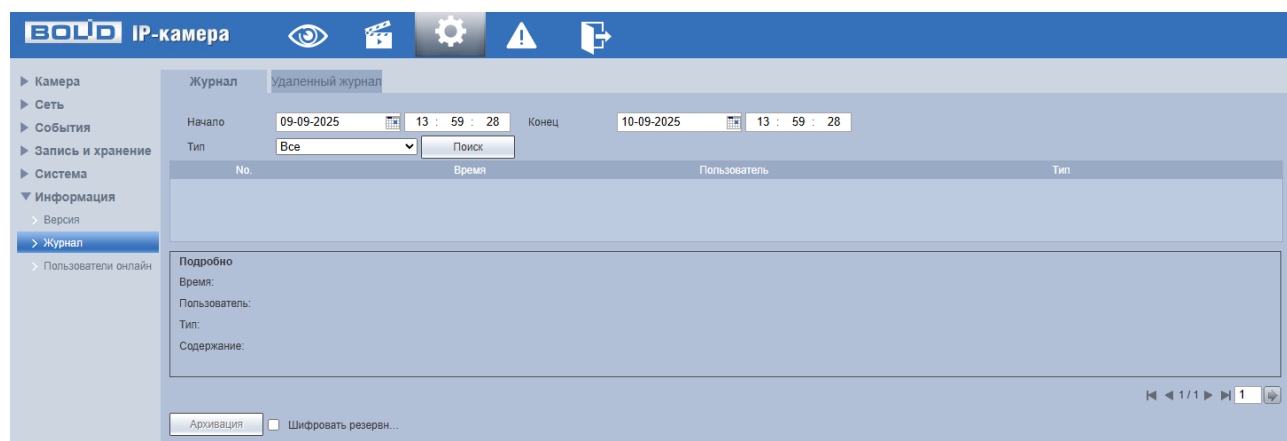 BOLID IP-камера
Камера
Сеть
События
Запись и хранение
Система
Информация
Версия
Журнал
Пользователи онлайн
Журнал Удаленный журнал
Начало 09-09-2025 13 : 59 : 28 Конец 10-09-2025 13 : 59 : 28
Тип Все Поиск
No. Время Пользователь Тип
Подробно
Время:
Пользователь:
Тип:
Содержание:
1 / 1 1
Архивация Шифровать резервн...